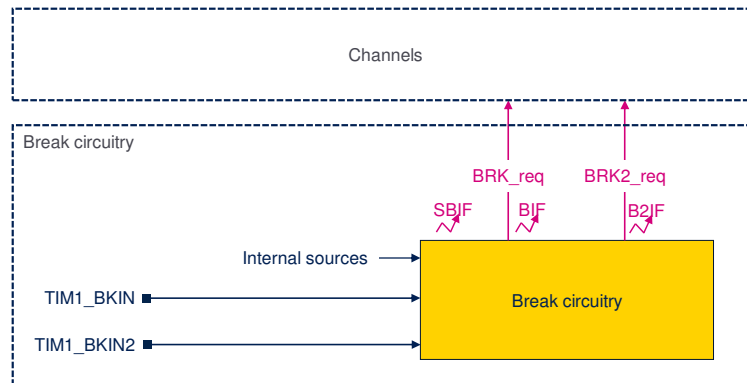 Channels
Break circuitry
BRK_req
BRK2_req
SBIF
BIF
B2IF
Internal sources
TIM1_BKIN
Break circuitry
TIM1_BKIN2